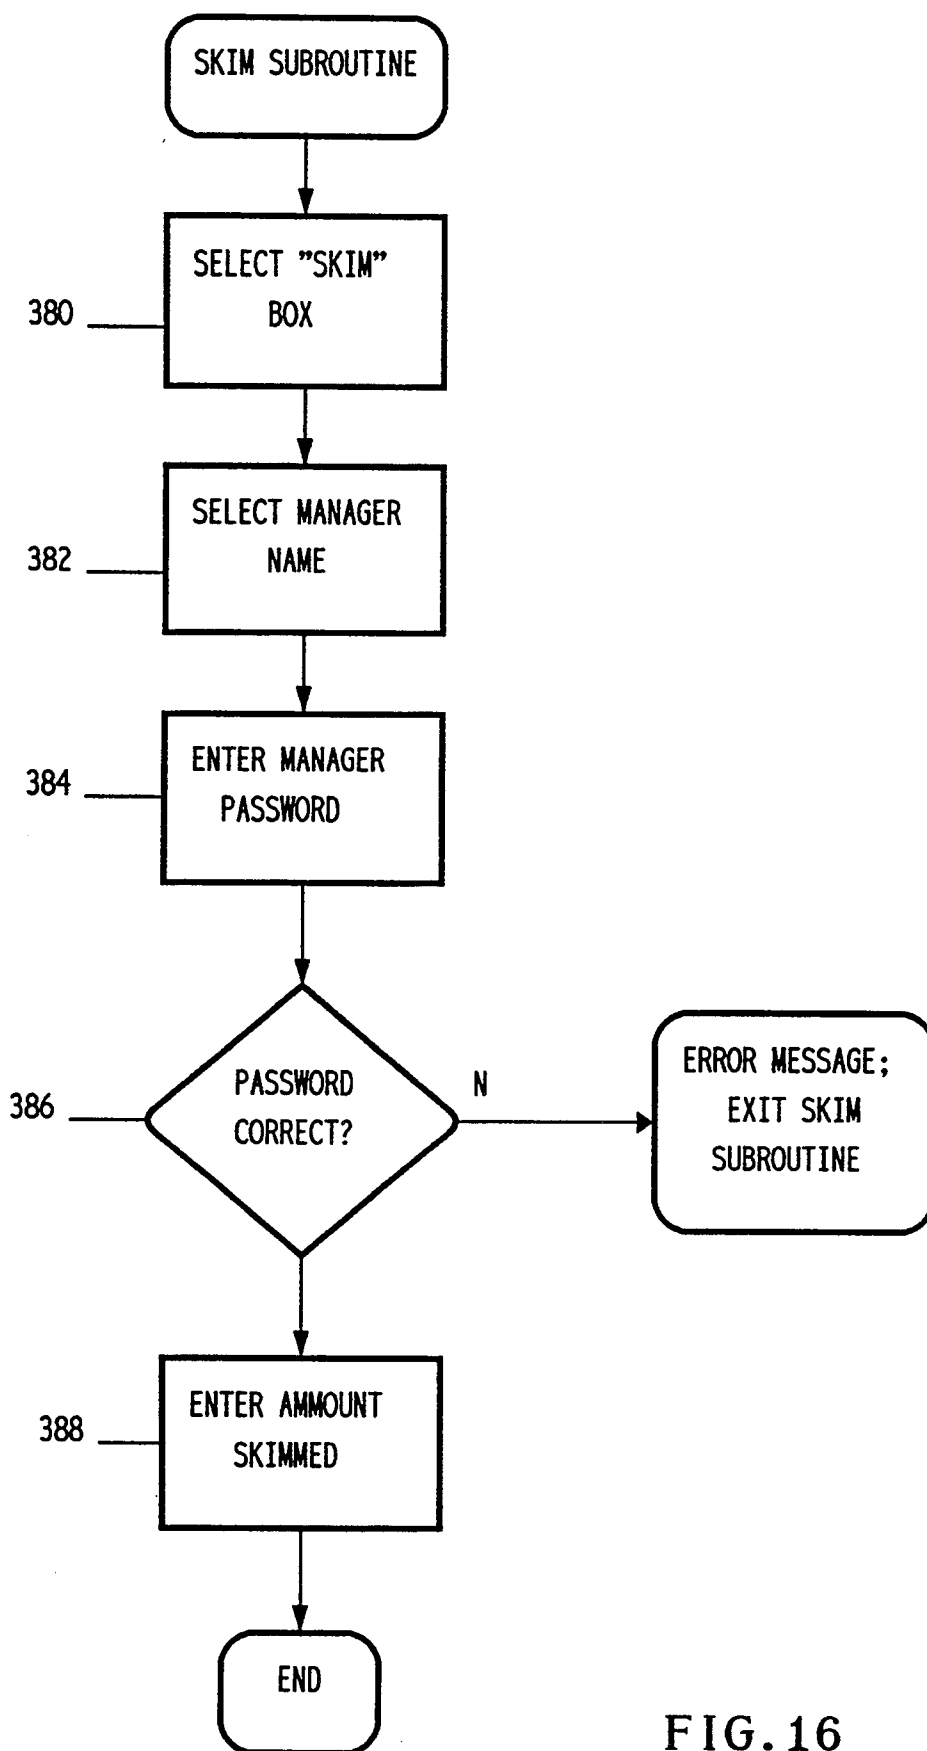 SKIM SUBROUTINE
SELECT "SKIM"
BOX
380
SELECT MANAGER
NAME
382
ENTER MANAGER
PASSWORD
384
PASSWORD
CORRECT?
386
N
ERROR MESSAGE;
EXIT SKIM
SUBROUTINE
ENTER AMMOUNT
SKIMMED
388
END
FIG.16